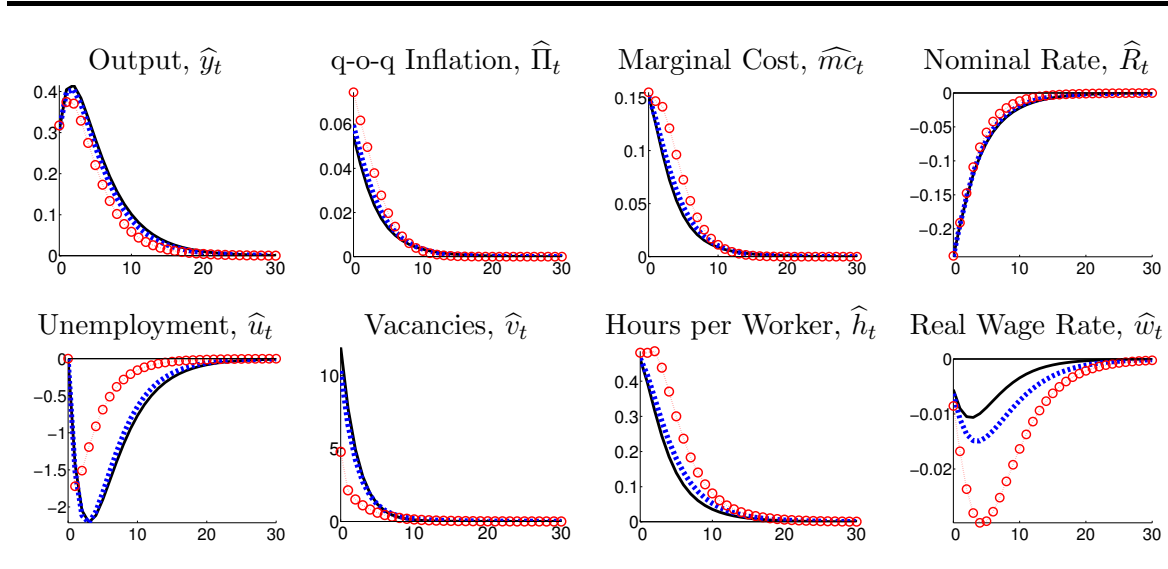 Output, ŷ_t
q-o-q Inflation, Π̂_t
Marginal Cost, m̂c_t
Nominal Rate, R̂_t
0.4
0.3
0.2
0.1
0
0 10 20 30
0.06
0.04
0.02
0
0 10 20 30
0.15
0.1
0.05
0
0 10 20 30
0
−0.05
−0.1
−0.15
−0.2
0 10 20 30
Unemployment, û_t
Vacancies, v̂_t
Hours per Worker, ĥ_t
Real Wage Rate, ŵ_t
0
−0.5
−1
−1.5
−2
0 10 20 30
10
5
0
0 10 20 30
0.4
0.3
0.2
0.1
0
0 10 20 30
0
−0.01
−0.02
0 10 20 30